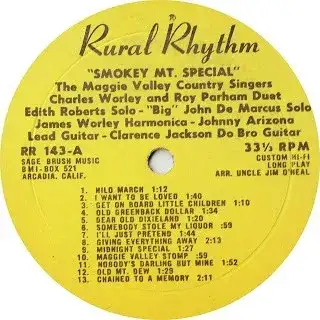 Rural Rhythm
"SMOKEY MT. SPECIAL"
The Maggie Valley Country Singers
Charles Worley and Roy Parham Duet
Edith Roberts Solo - "Big" John De Marcus Solo
James Worley Harmonica - Johnny Arizona
Lead Guitar - Clarence Jackson Do Bro Guitar
RR 143-A
SAGE BRUSH MUSIC
BMI-BOX 521
ARCADIA, CALIF.
33⅓ RPM
CUSTOM HI-FI
LONG PLAY
ARR. UNCLE JIM O'NEAL
1. HILO MARCH 1:12
2. I WANT TO BE LOVED 1:40
3. GET ON BOARD LITTLE CHILDREN 1:10
4. OLD GREENBACK DOLLAR 1:34
5. DEAR OLD DIXIELAND 1:20
6. SOMEBODY STOLE MY LIQUOR :59
7. I'LL JUST PRETEND 1:44
8. GIVING EVERYTHING AWAY 2:13
9. MIDNIGHT SPECIAL 1:27
10. MAGGIE VALLEY STOMP :59
11. NOBODY'S DARLING BUT MINE 1:52
12. OLD MT. DEW 1:29
13. CHAINED TO A MEMORY 2:11